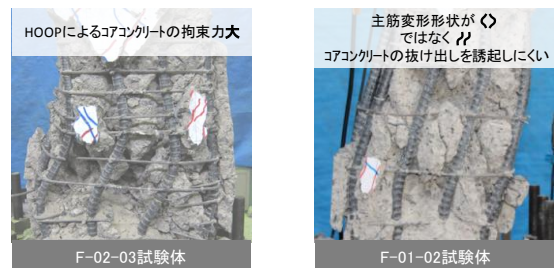 HOOPによるコアコンクリートの拘束力大
F-02-03試験体
主筋変形形状が く〉
ではなく 〃
コアコンクリートの抜け出しを誘起しにくい
F-01-02試験体